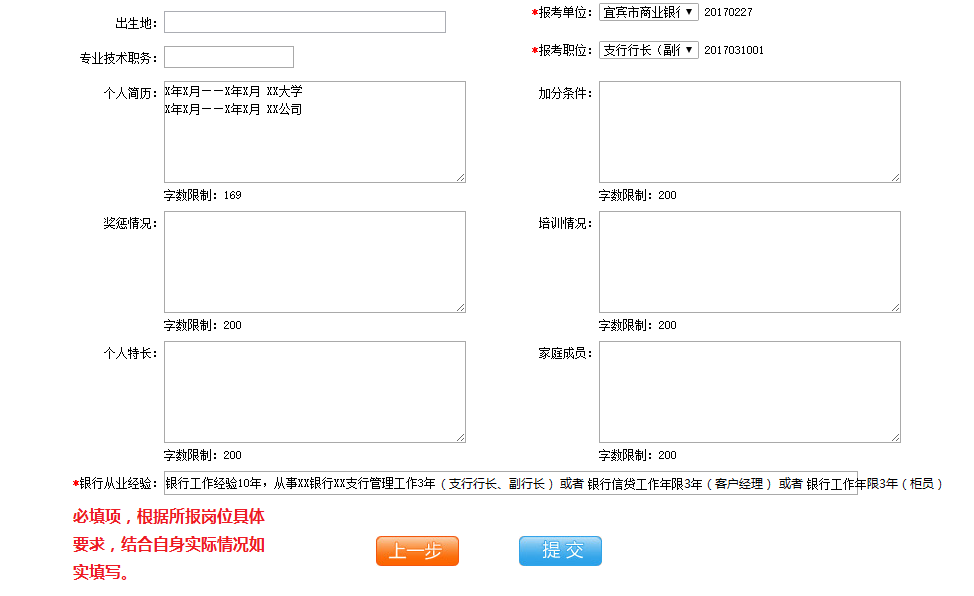 出生地：
*报考单位：宜宾市商业银行 20170227
专业技术职务：
*报考职位：支行行长（副行 2017031001
个人简历：
X年X月－－X年X月 XX大学
X年X月－－X年X月 XX公司
加分条件：
字数限制：169
字数限制：200
奖惩情况：
培训情况：
字数限制：200
字数限制：200
个人特长：
家庭成员：
字数限制：200
字数限制：200
*银行从业经验：银行工作经验10年，从事XX银行XX支行管理工作3年（支行行长、副行长）或者 银行信贷工作年限3年（客户经理）或者 银行工作年限3年（柜员）
必填项，根据所报岗位具体
要求，结合自身实际情况如
实填写。
上一步
提 交